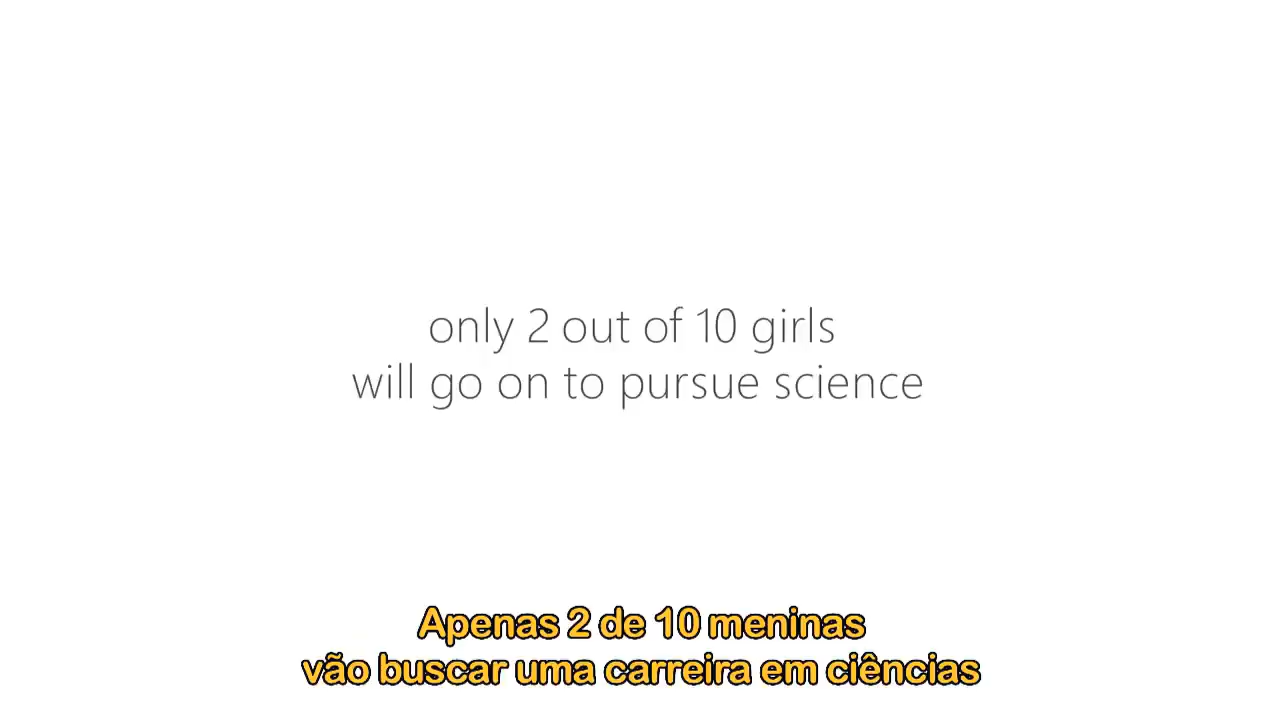 only 2 out of 10 girls
will go on to pursue science
Apenas 2 de 10 meninas
vão buscar uma carreira em ciências